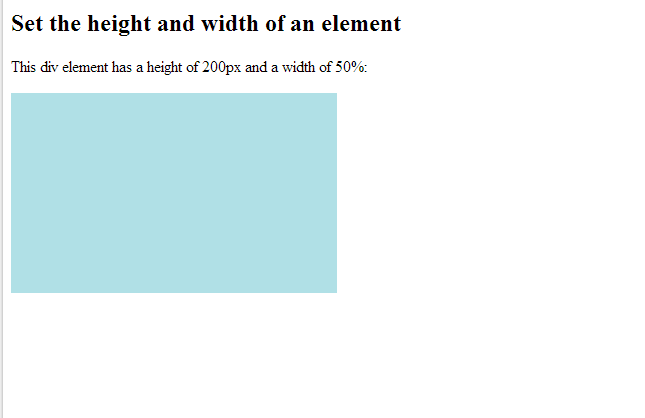 Set the height and width of an element
This div element has a height of 200px and a width of 50%: